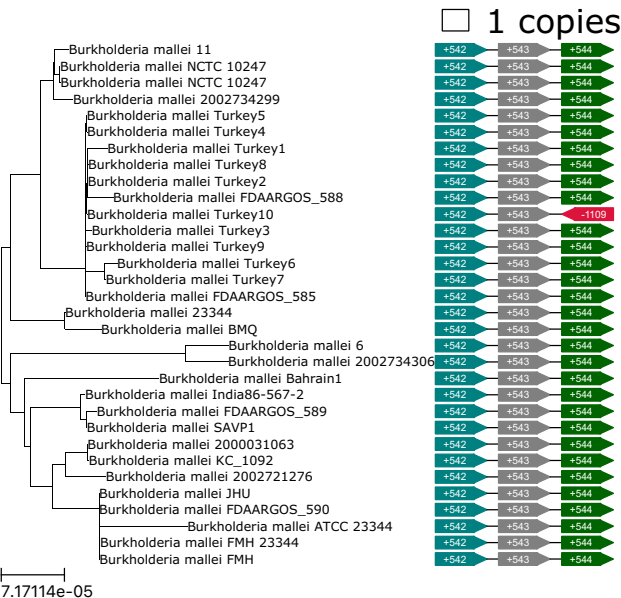 1 copies
Burkholderia mallei 11 +542 +543 +544
Burkholderia mallei NCTC 10247 +542 +543 +544
Burkholderia mallei NCTC 10247 +542 +543 +544
Burkholderia mallei 2002734299 +542 +543 +544
Burkholderia mallei Turkey5 +542 +543 +544
Burkholderia mallei Turkey4 +542 +543 +544
Burkholderia mallei Turkey1 +542 +543 +544
Burkholderia mallei Turkey8 +542 +543 +544
Burkholderia mallei Turkey2 +542 +543 +544
Burkholderia mallei FDAARGOS_588 +542 +543 +544
Burkholderia mallei Turkey10 +542 +543 -1109
Burkholderia mallei Turkey3 +542 +543 +544
Burkholderia mallei Turkey9 +542 +543 +544
Burkholderia mallei Turkey6 +542 +543 +544
Burkholderia mallei Turkey7 +542 +543 +544
Burkholderia mallei FDAARGOS_585 +542 +543 +544
Burkholderia mallei 23344 +542 +543 +544
Burkholderia mallei BMQ +542 +543 +544
Burkholderia mallei 6 +542 +543 +544
Burkholderia mallei 2002734306 +542 +543 +544
Burkholderia mallei Bahrain1 +542 +543 +544
Burkholderia mallei India86-567-2 +542 +543 +544
Burkholderia mallei FDAARGOS_589 +542 +543 +544
Burkholderia mallei SAVP1 +542 +543 +544
Burkholderia mallei 2000031063 +542 +543 +544
Burkholderia mallei KC_1092 +542 +543 +544
Burkholderia mallei 2002721276 +542 +543 +544
Burkholderia mallei JHU +542 +543 +544
Burkholderia mallei FDAARGOS_590 +542 +543 +544
Burkholderia mallei ATCC 23344 +542 +543 +544
Burkholderia mallei FMH 23344 +542 +543 +544
Burkholderia mallei FMH +542 +543 +544
7.17114e-05